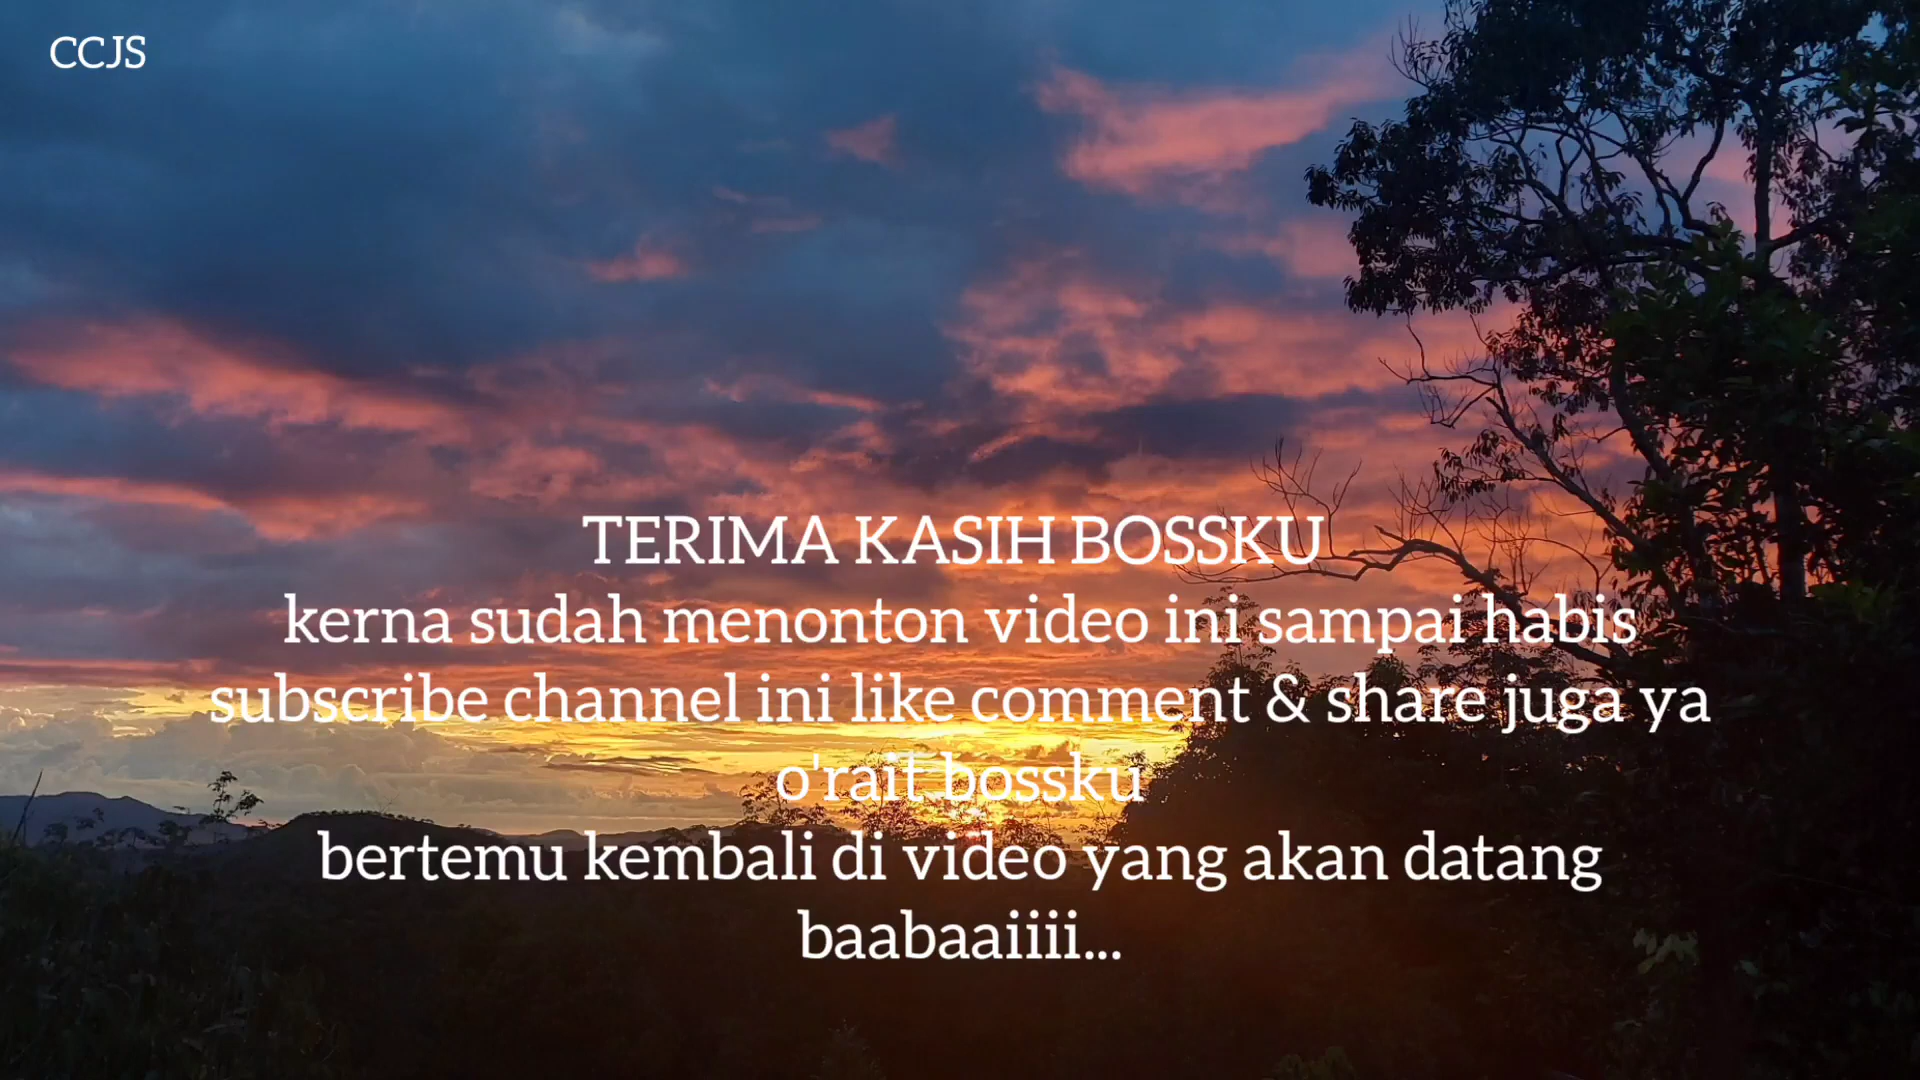 CCJS
TERIMA KASIH BOSSKU
kerna sudah menonton video ini sampai habis
subscribe channel ini like comment & share juga ya
o'rait bossku
bertemu kembali di video yang akan datang
baabaaiiii...